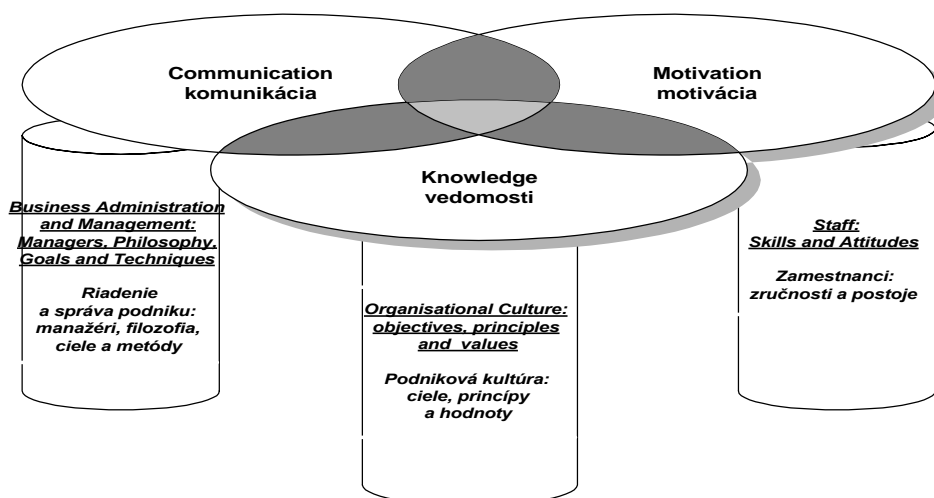 Communication
komunikácia
Motivation
motivácia
Knowledge
vedomosti
Business Administration
and Management:
Managers, Philosophy,
Goals and Techniques
Riadenie
a správa podniku:
manažéri, filozofia,
ciele a metódy
Organisational Culture:
objectives, principles
and values
Podniková kultúra:
ciele, princípy
a hodnoty
Staff:
Skills and Attitudes
Zamestnanci:
zručnosti a postoje